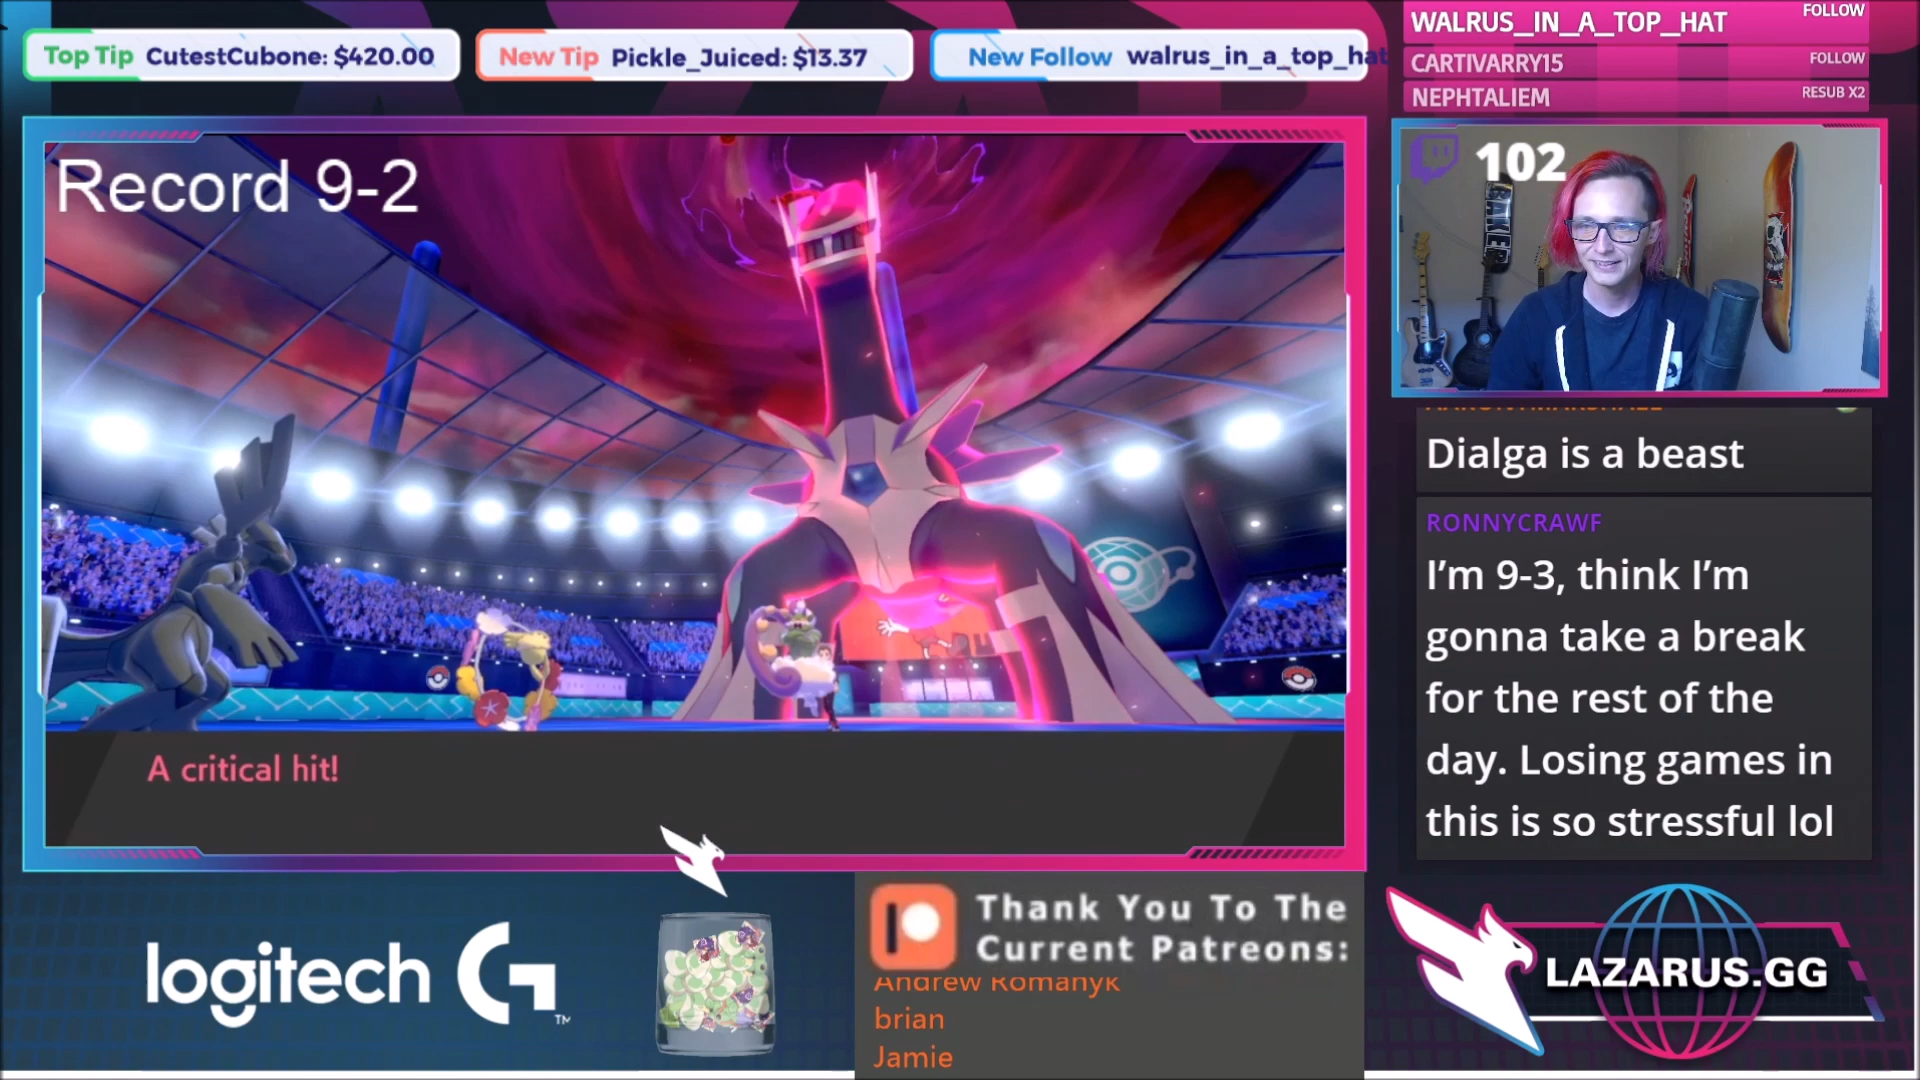 Top Tip CutestCubone: $420.00
New Tip Pickle_Juiced: $13.37
New Follow walrus_in_a_top_hat
WALRUS_IN_A_TOP_HAT FOLLOW
CARTIVARRY15 FOLLOW
NEPHTALIEM RESUB X2
Record 9-2
102
Dialga is a beast
RONNYCRAWF
I'm 9-3, think I'm
gonna take a break
for the rest of the
day. Losing games in
this is so stressful lol
A critical hit!
logitech G TM
Thank You To The
Current Patreons:
Andrew Romanyk
brian
Jamie
LAZARUS.GG